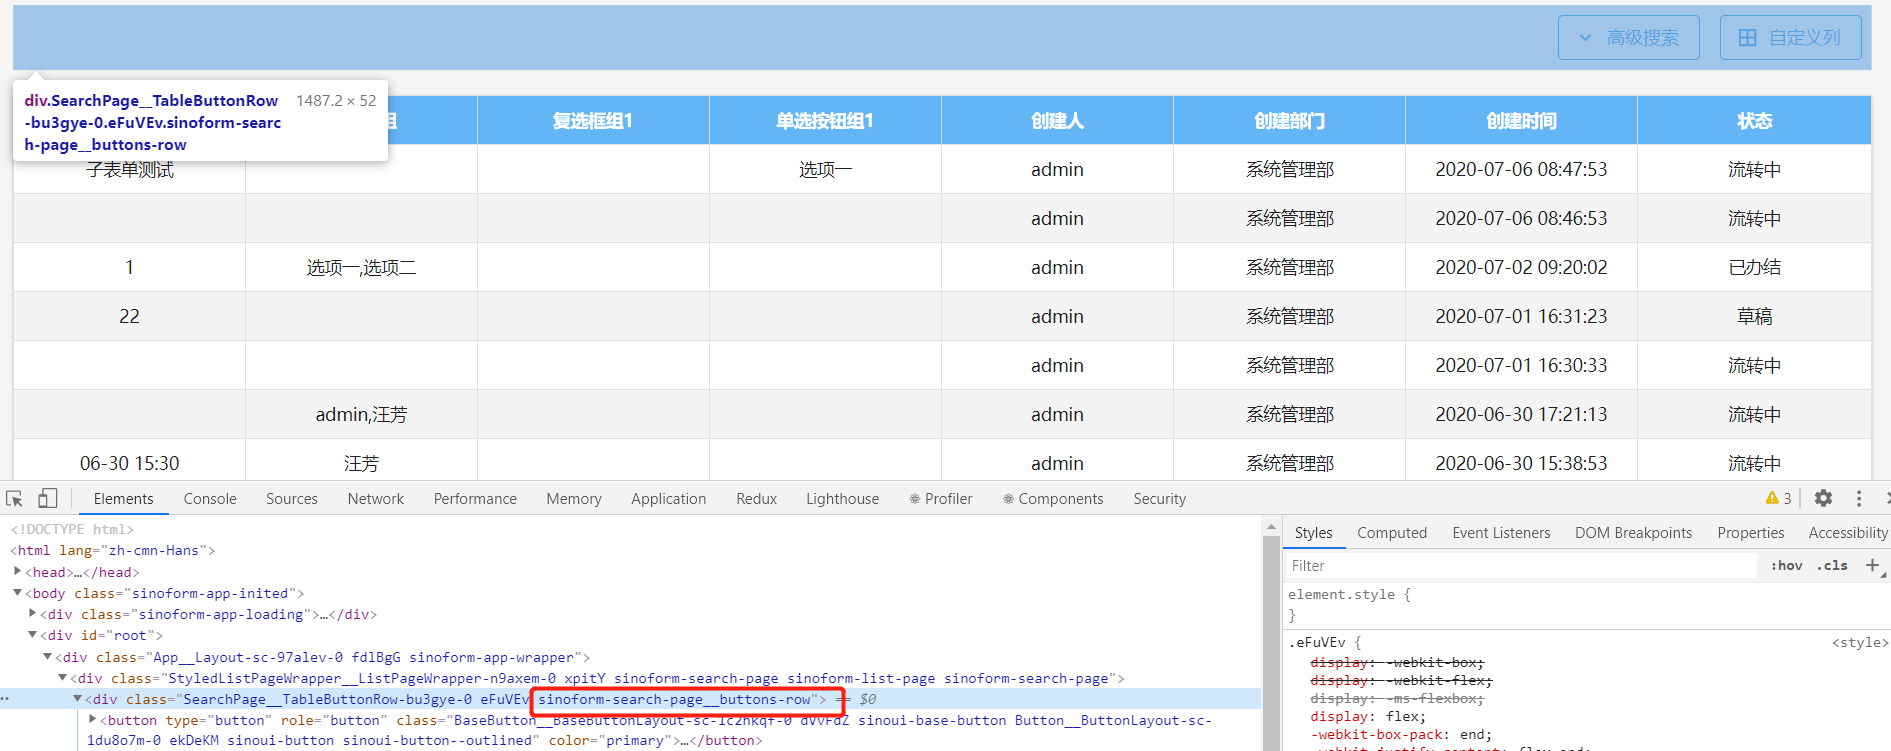 高级搜索 自定义列
div.SearchPage__TableButtonRow 1487.2 × 52
-bu3gye-0.eFuVEv.sinoform-searc
h-page__buttons-row
组 复选框组1 单选按钮组1 创建人 创建部门 创建时间 状态
子表单测试 选项一 admin 系统管理部 2020-07-06 08:47:53 流转中
admin 系统管理部 2020-07-06 08:46:53 流转中
1 选项一,选项二 admin 系统管理部 2020-07-02 09:20:02 已办结
22 admin 系统管理部 2020-07-01 16:31:23 草稿
admin 系统管理部 2020-07-01 16:30:33 流转中
admin,汪芳 admin 系统管理部 2020-06-30 17:21:13 流转中
06-30 15:30 汪芳 admin 系统管理部 2020-06-30 15:38:53 流转中
Elements Console Sources Network Performance Memory Application Redux Lighthouse Profiler Components Security 3
<!DOCTYPE html>
<html lang="zh-cmn-Hans">
<head>…</head>
<body class="sinoform-app-inited">
<div class="sinoform-app-loading">…</div>
<div id="root">
<div class="App__Layout-sc-97alev-0 fdlBgG sinoform-app-wrapper">
<div class="StyledListPageWrapper__ListPageWrapper-n9axem-0 xpitY sinoform-search-page sinoform-list-page sinoform-search-page">
<div class="SearchPage__TableButtonRow-bu3gye-0 eFuVEv sinoform-search-page__buttons-row"> == $0
<button type="button" role="button" class="BaseButton__BaseButtonLayout-sc-1c2hkqf-0 dVvFdZ sinoui-base-button Button__ButtonLayout-sc-
1du8o7m-0 ekDeKM sinoui-button sinoui-button--outlined" color="primary">…</button>
Styles Computed Event Listeners DOM Breakpoints Properties Accessibility
Filter :hov .cls +
element.style {
}
.eFuVEv { <style>
display: -webkit-box;
display: -webkit-flex;
display: -ms-flexbox;
display: flex;
-webkit-box-pack: end;
-webkit-justify-content: flex-end;